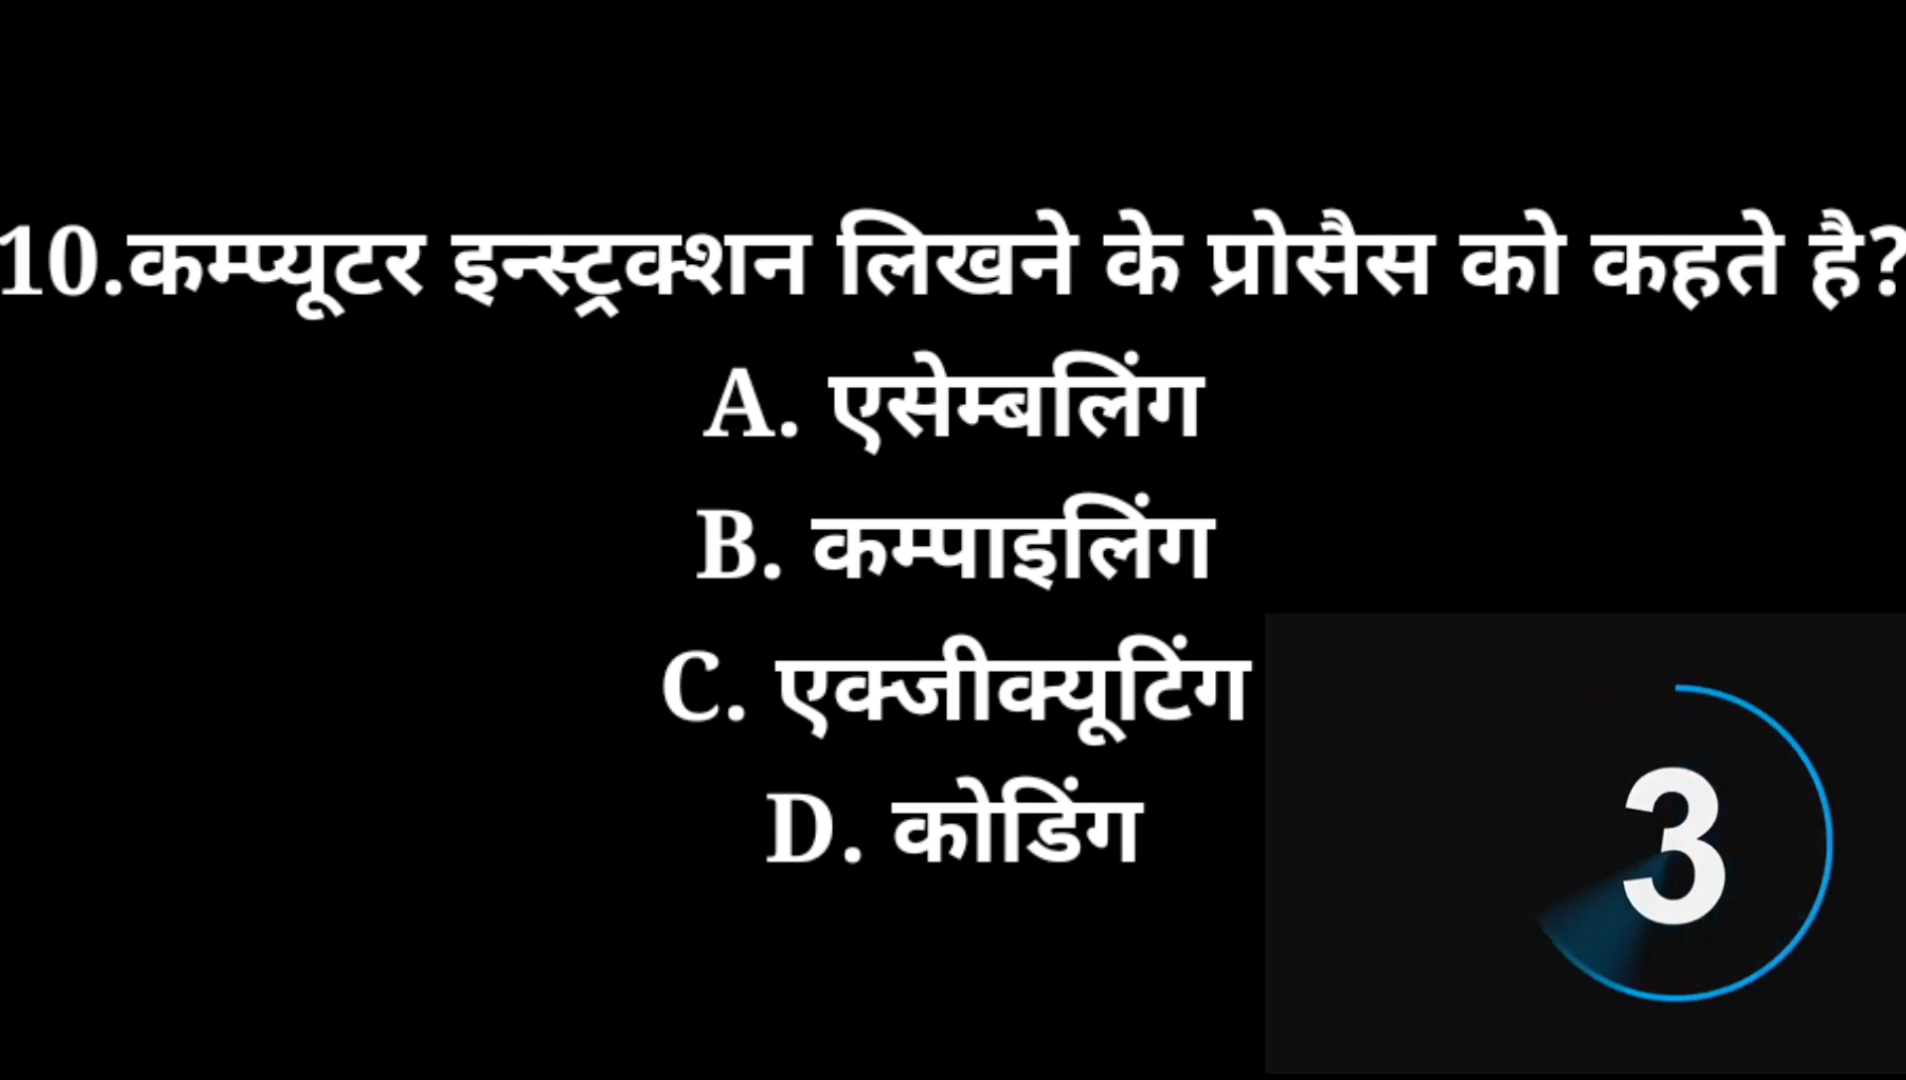 10.कम्प्यूटर इन्स्ट्रक्शन लिखने के प्रोसैस को कहते है?
A. एसेम्बलिंग
B. कम्पाइलिंग
C. एक्जीक्यूटिंग
D. कोडिंग
3